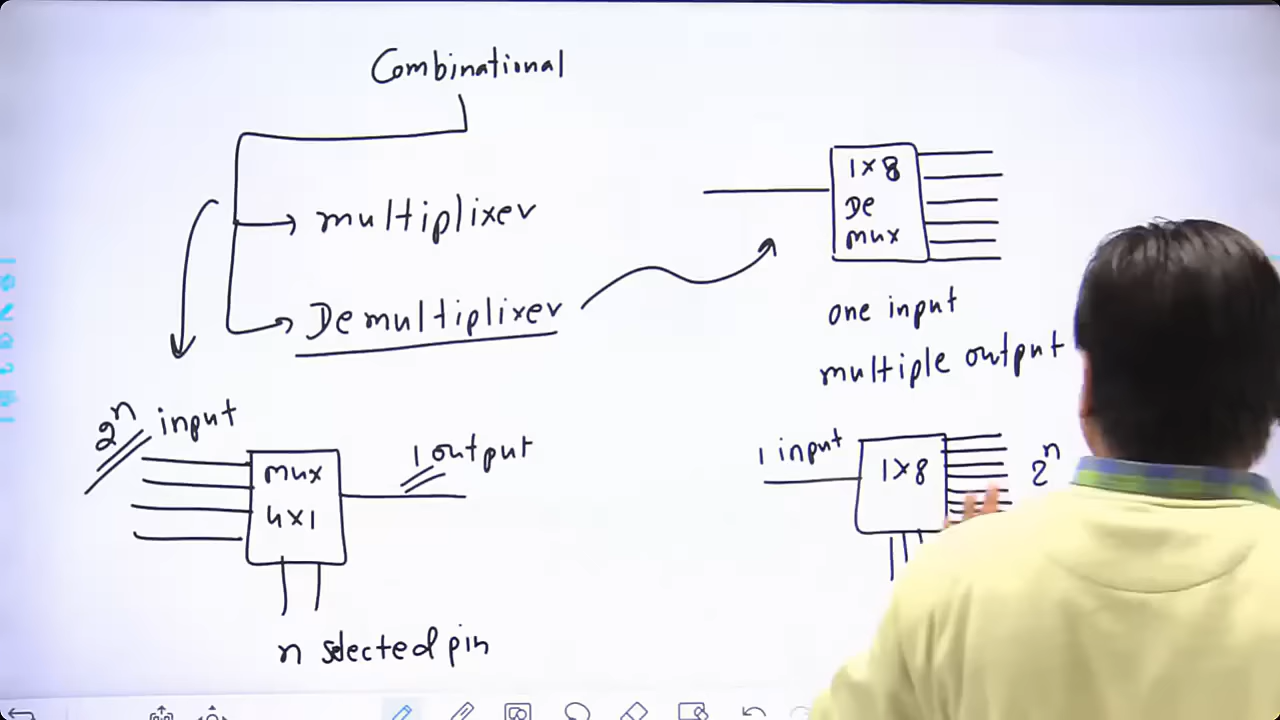 Combinational
multiplixer
Demultiplixer
1×8
De
mux
one input
multiple output
2ⁿ input
mux
4×1
1 output
n selected pin
1 input
1×8
2ⁿ